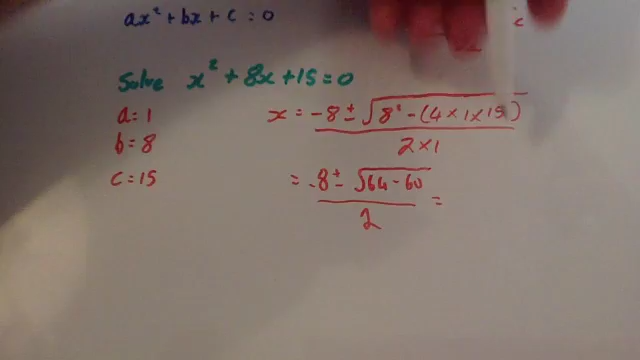 ax² + bx + c = 0
c
Solve x² + 8x + 15 = 0
a = 1
x = -8 ± √8² - (4 × 1 × 15)
b = 8
2 × 1
c = 15
= -8 ± √64 - 60 =
2